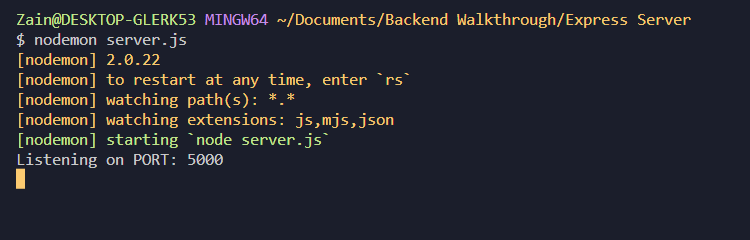 Zain@DESKTOP-GLERK53 MINGW64 ~/Documents/Backend Walkthrough/Express Server
$ nodemon server.js
[nodemon] 2.0.22
[nodemon] to restart at any time, enter `rs`
[nodemon] watching path(s): *.*
[nodemon] watching extensions: js,mjs,json
[nodemon] starting `node server.js`
Listening on PORT: 5000